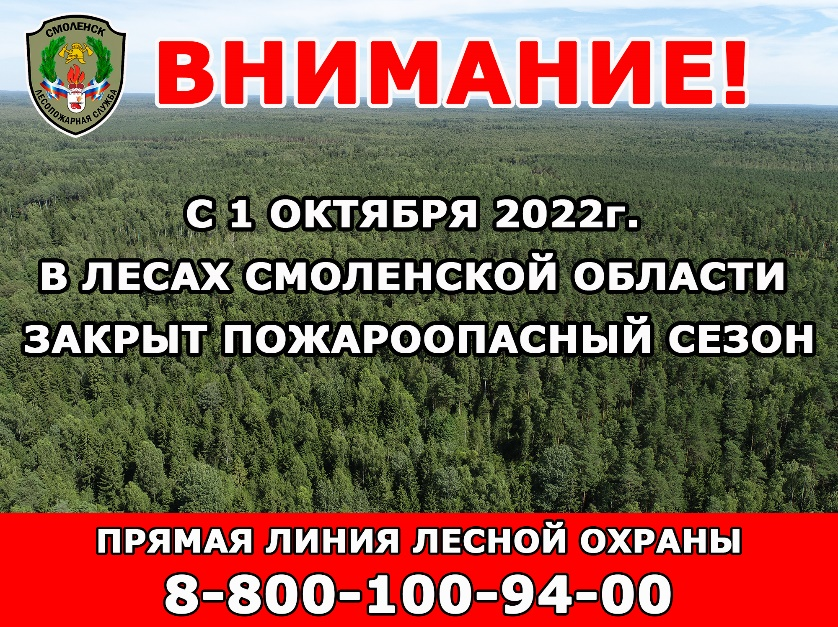 СМОЛЕНСК
ЛЕСОПОЖАРНАЯ СЛУЖБА
ВНИМАНИЕ!
С 1 ОКТЯБРЯ 2022г.
В ЛЕСАХ СМОЛЕНСКОЙ ОБЛАСТИ
ЗАКРЫТ ПОЖАРООПАСНЫЙ СЕЗОН
ПРЯМАЯ ЛИНИЯ ЛЕСНОЙ ОХРАНЫ
8-800-100-94-00